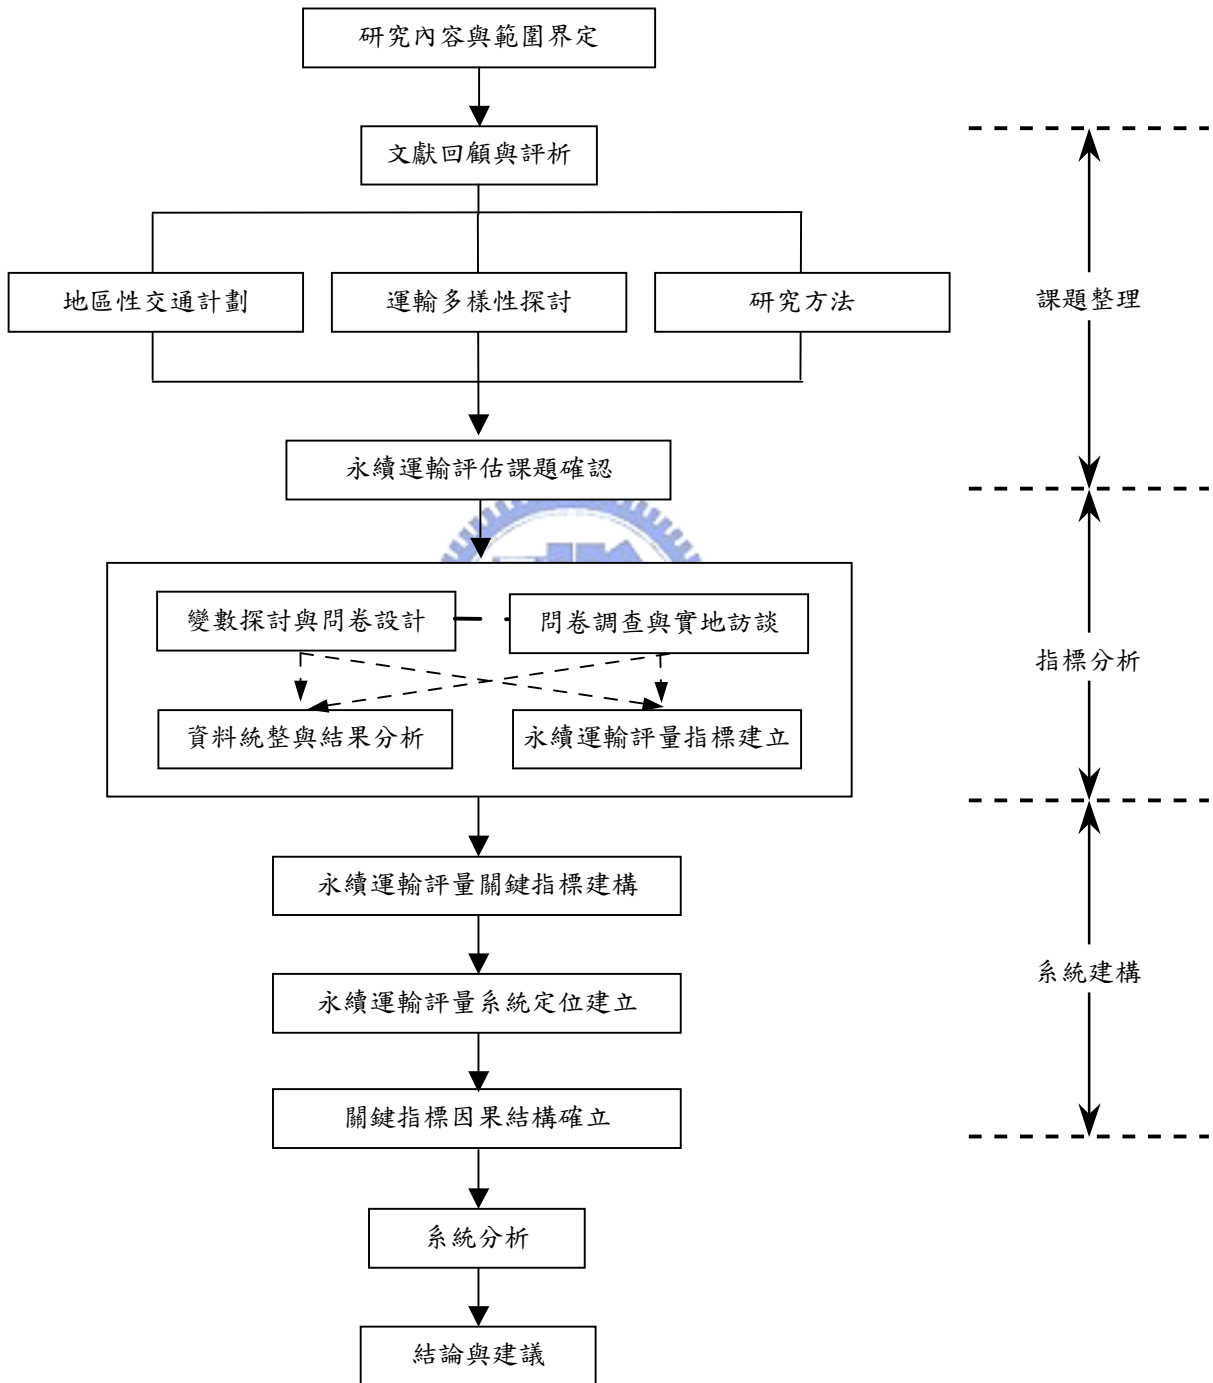 研究內容與範圍界定
文獻回顧與評析
地區性交通計劃
運輸多樣性探討
研究方法
課題整理
永續運輸評估課題確認
變數探討與問卷設計
問卷調查與實地訪談
指標分析
資料統整與結果分析
永續運輸評量指標建立
永續運輸評量關鍵指標建構
系統建構
永續運輸評量系統定位建立
關鍵指標因果結構確立
系統分析
結論與建議